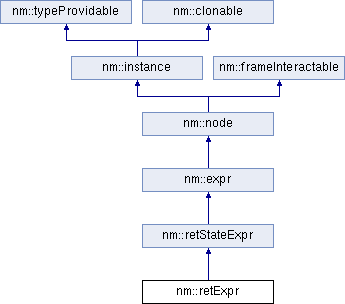 nm::typeProvidable nm::clonable
nm::instance nm::frameInteractable
nm::node
nm::expr
nm::retStateExpr
nm::retExpr